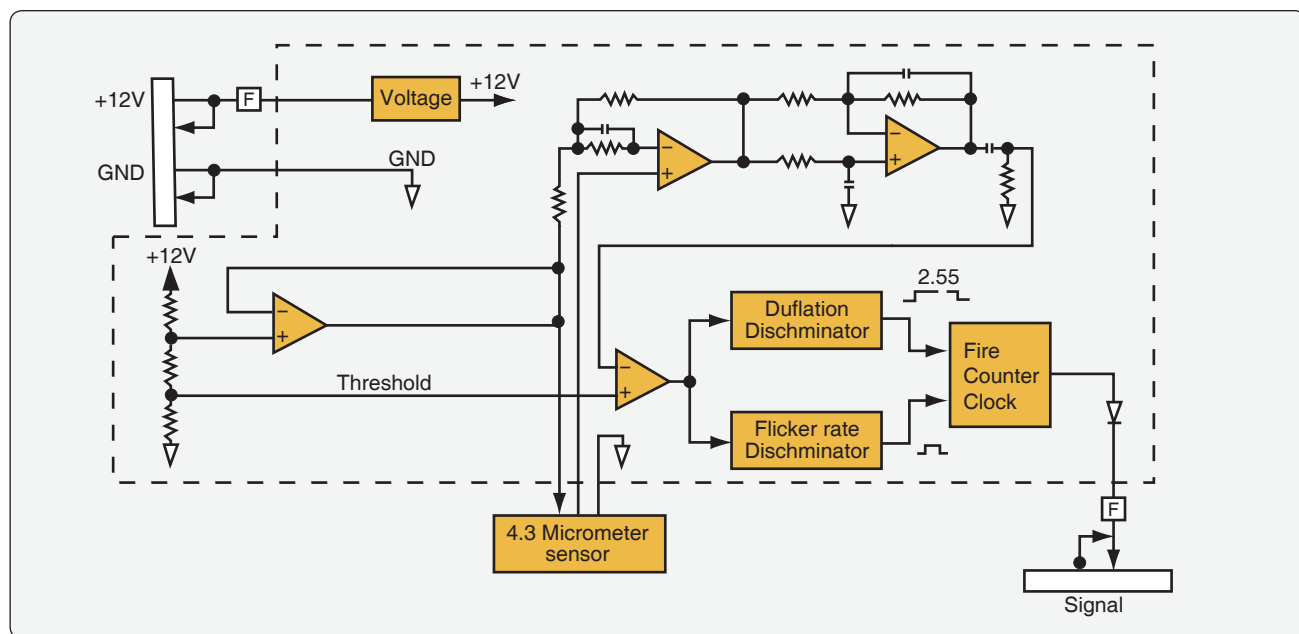 +12V
F
Voltage
+12V
GND
GND
+12V
Threshold
−
+
−
+
−
+
−
+
2.55
Duflation
Dischminator
Fire
Counter
Clock
Flicker rate
Dischminator
4.3 Micrometer
sensor
F
Signal